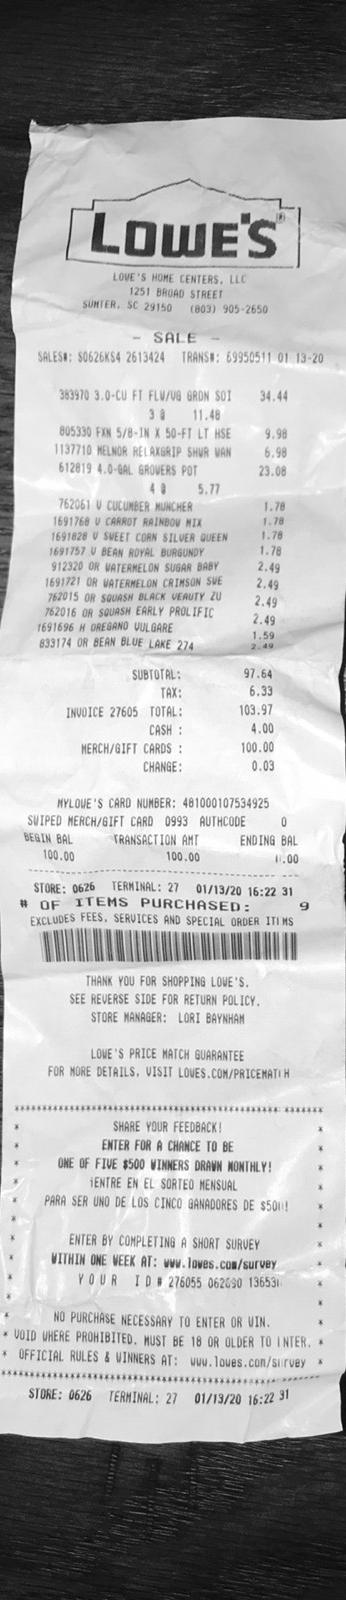 LOWE'S®
LOWE'S HOME CENTERS, LLC
1251 BROAD STREET
SUMTER, SC 29150 (803) 905-2650
- SALE -
SALES#: S0626KS4 2613424 TRANS#: 69950511 01 13-20
383970 3.0-CU FT FLW/VG GRDN SOI 34.44
3 @ 11.48
805330 FXN 5/8-IN X 50-FT LT HSE 9.98
1137710 MELNOR RELAXGRIP SHWR WAN 6.98
612819 4.0-GAL GROWERS POT 23.08
4 @ 5.77
762061 V CUCUMBER MUNCHER 1.78
1691768 V CARROT RAINBOW MIX 1.78
1691828 V SWEET CORN SILVER QUEEN 1.78
1691757 V BEAN ROYAL BURGUNDY 1.78
912320 OR WATERMELON SUGAR BABY 2.49
1691721 OR WATERMELON CRIMSON SWE 2.49
762015 OR SQUASH BLACK VEAUTY ZU 2.49
762016 OR SQUASH EARLY PROLIFIC 2.49
1691696 H OREGANO VULGARE 1.59
833174 OR BEAN BLUE LAKE 274 2.49
SUBTOTAL: 97.64
TAX: 6.33
INVOICE 27605 TOTAL: 103.97
CASH : 4.00
MERCH/GIFT CARDS : 100.00
CHANGE: 0.03
MYLOWE'S CARD NUMBER: 481000107534925
SWIPED MERCH/GIFT CARD 0993 AUTHCODE 0
BEGIN BAL TRANSACTION AMT ENDING BAL
100.00 100.00 .00
STORE: 0626 TERMINAL: 27 01/13/20 16:22 31
# OF ITEMS PURCHASED: 9
EXCLUDES FEES, SERVICES AND SPECIAL ORDER ITEMS
THANK YOU FOR SHOPPING LOWE'S.
SEE REVERSE SIDE FOR RETURN POLICY.
STORE MANAGER: LORI BAYNHAM
LOWE'S PRICE MATCH GUARANTEE
FOR MORE DETAILS, VISIT LOWES.COM/PRICEMATCH
SHARE YOUR FEEDBACK!
ENTER FOR A CHANCE TO BE
ONE OF FIVE $500 WINNERS DRAWN MONTHLY!
¡ENTRE EN EL SORTEO MENSUAL
PARA SER UNO DE LOS CINCO GANADORES DE $500!
ENTER BY COMPLETING A SHORT SURVEY
WITHIN ONE WEEK AT: www.lowes.com/survey
YOUR ID #
NO PURCHASE NECESSARY TO ENTER OR WIN.
VOID WHERE PROHIBITED. MUST BE 18 OR OLDER TO ENTER.
OFFICIAL RULES & WINNERS AT: www.lowes.com/survey
STORE: 0626 TERMINAL: 27 01/13/20 16:22 31